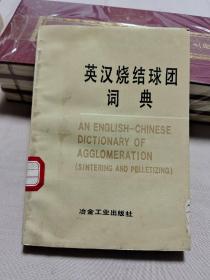 英汉烧结球团
词典
AN ENGLISH-CHINESE
DICTIONARY OF
AGGLOMERATION
(SINTERING AND PELLETIZING)
冶金工业出版社